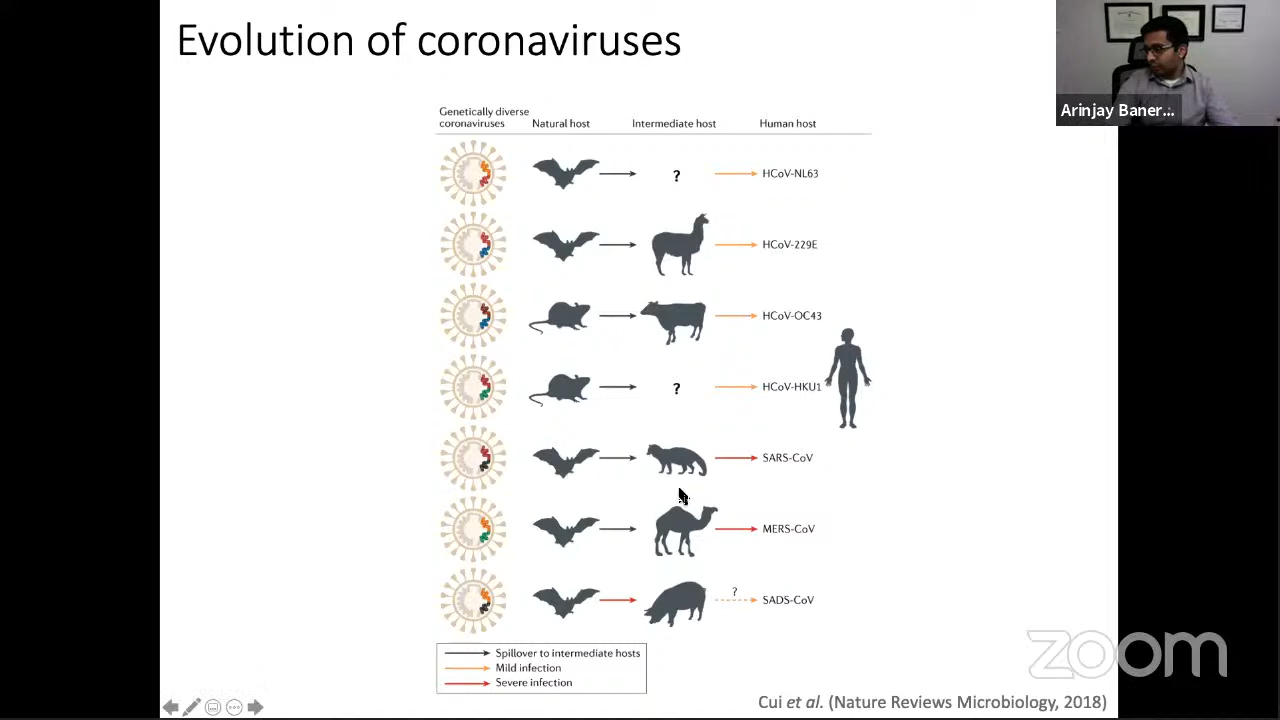 Evolution of coronaviruses
Arinjay Baner...
Genetically diverse
coronaviruses
Natural host
Intermediate host
Human host
?
HCoV-NL63
HCoV-229E
HCoV-OC43
?
HCoV-HKU1
SARS-CoV
MERS-CoV
?
SADS-CoV
Spillover to intermediate hosts
Mild infection
Severe infection
zoom
Cui et al. (Nature Reviews Microbiology, 2018)